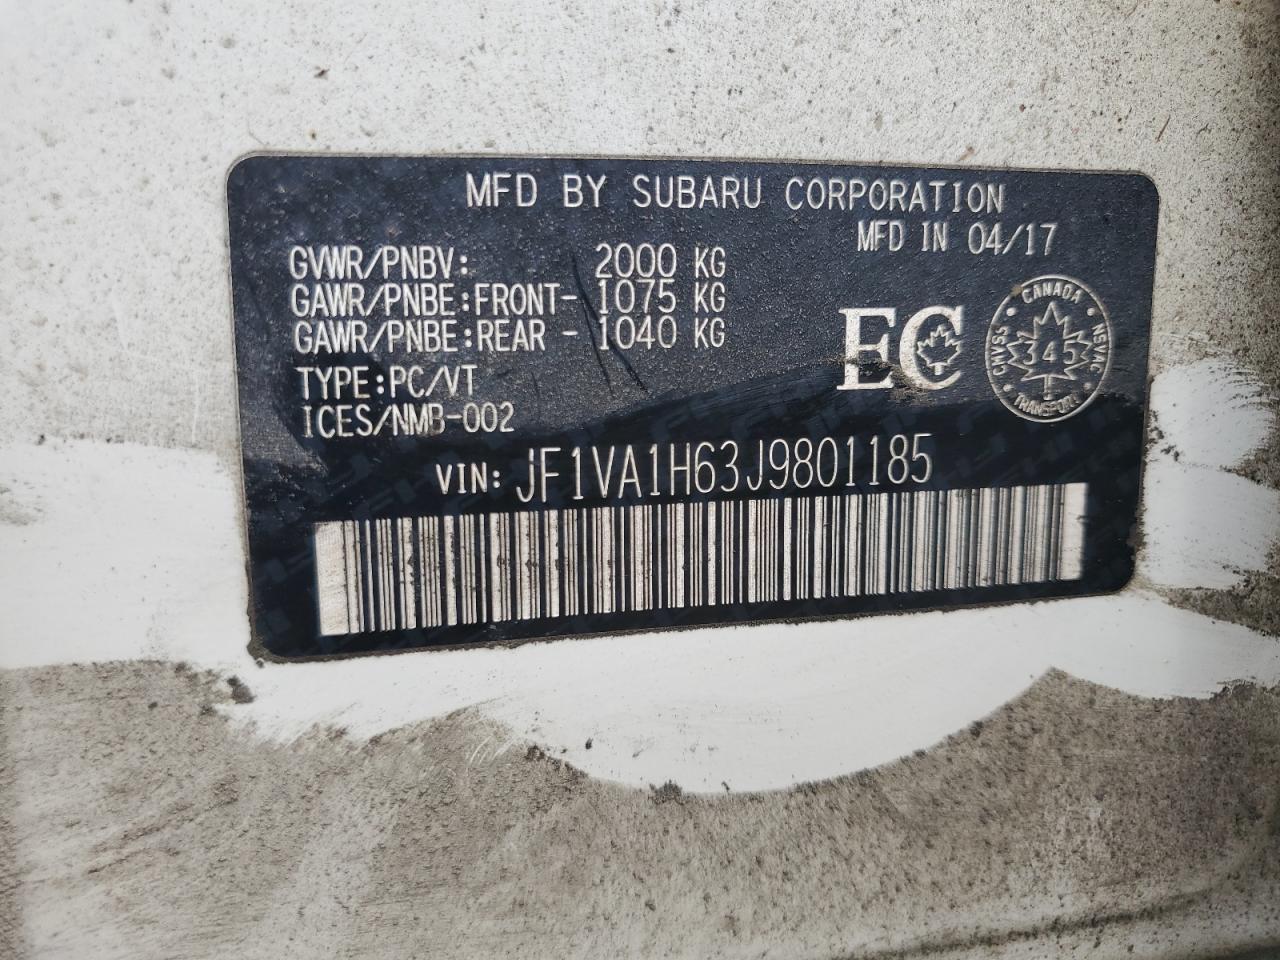 MFD BY SUBARU CORPORATION
MFD IN 04/17
GVWR/PNBV: 2000 KG
GAWR/PNBE:FRONT- 1075 KG
GAWR/PNBE:REAR - 1040 KG
TYPE:PC/VT
ICES/NMB-002
EC
CANADA
CMVSS
345
NSVAC
TRANSPORT
VIN: JF1VA1H63J9801185